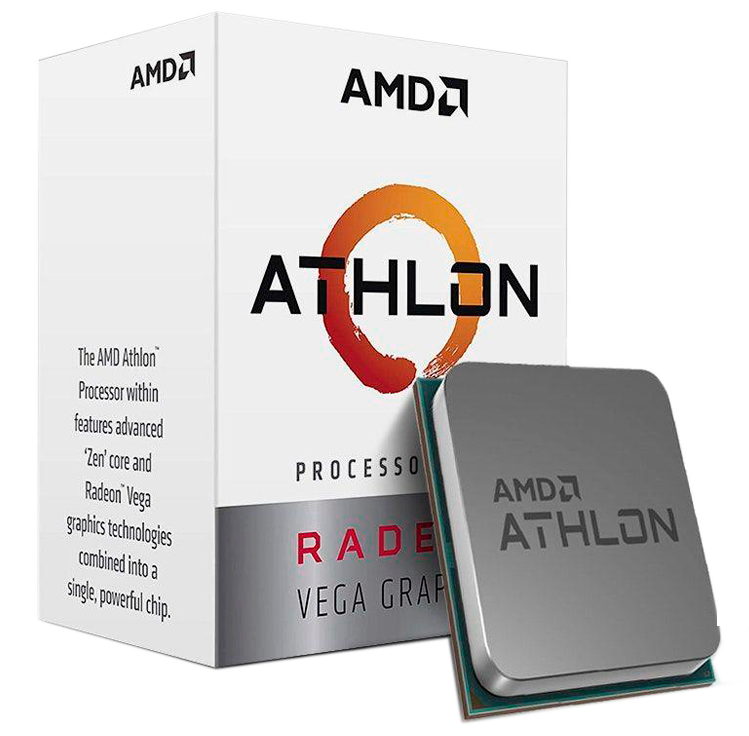 AMD
The AMD Athlon™
Processor within
features advanced
'Zen' core and
Radeon™ Vega
graphics technologies
combined into a
single, powerful chip.
AMD
ATHLON
PROCESSO
RADE
VEGA GRAP
AMD
ATHLON